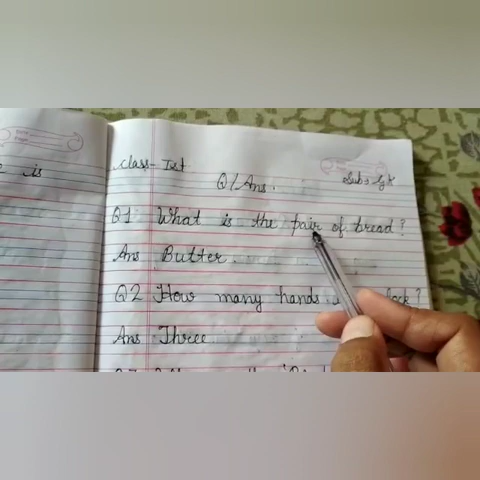 is
Class- Ist
Q/Ans. Sub: GK
Q1 What is the pair of bread?
Ans Butter.
Q2 How many hands
Ans Three